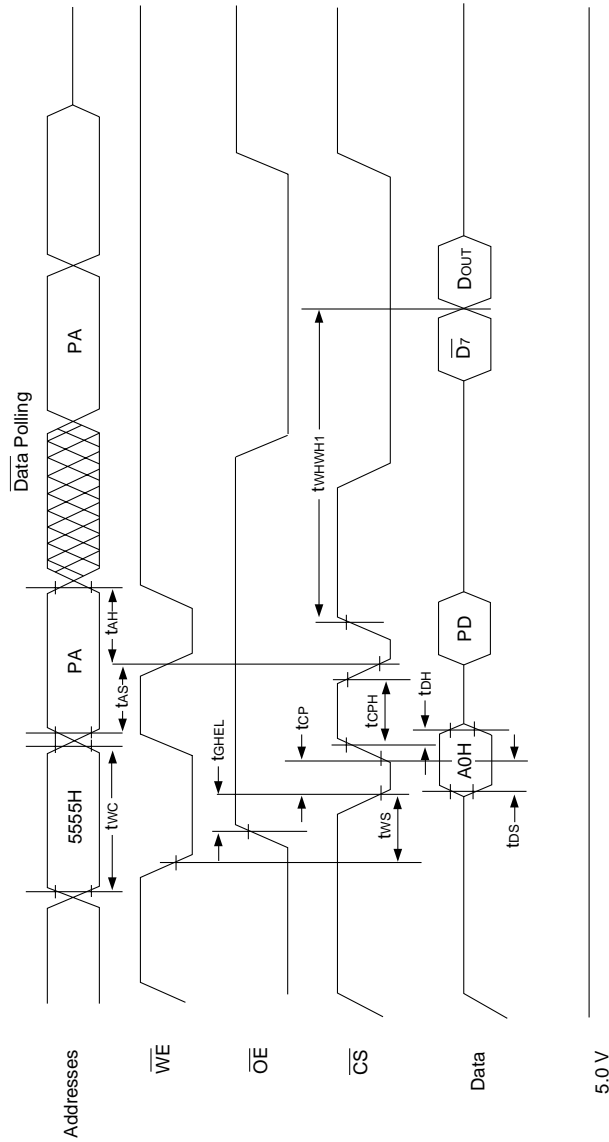 Data Polling
Addresses
5555H
PA
PA
tWC
tAS
tAH
WE
OE
tGHEL
CS
tWS
tCP
tCPH
tWHWH1
tDH
Data
A0H
PD
D7
DOUT
tDS
5.0 V